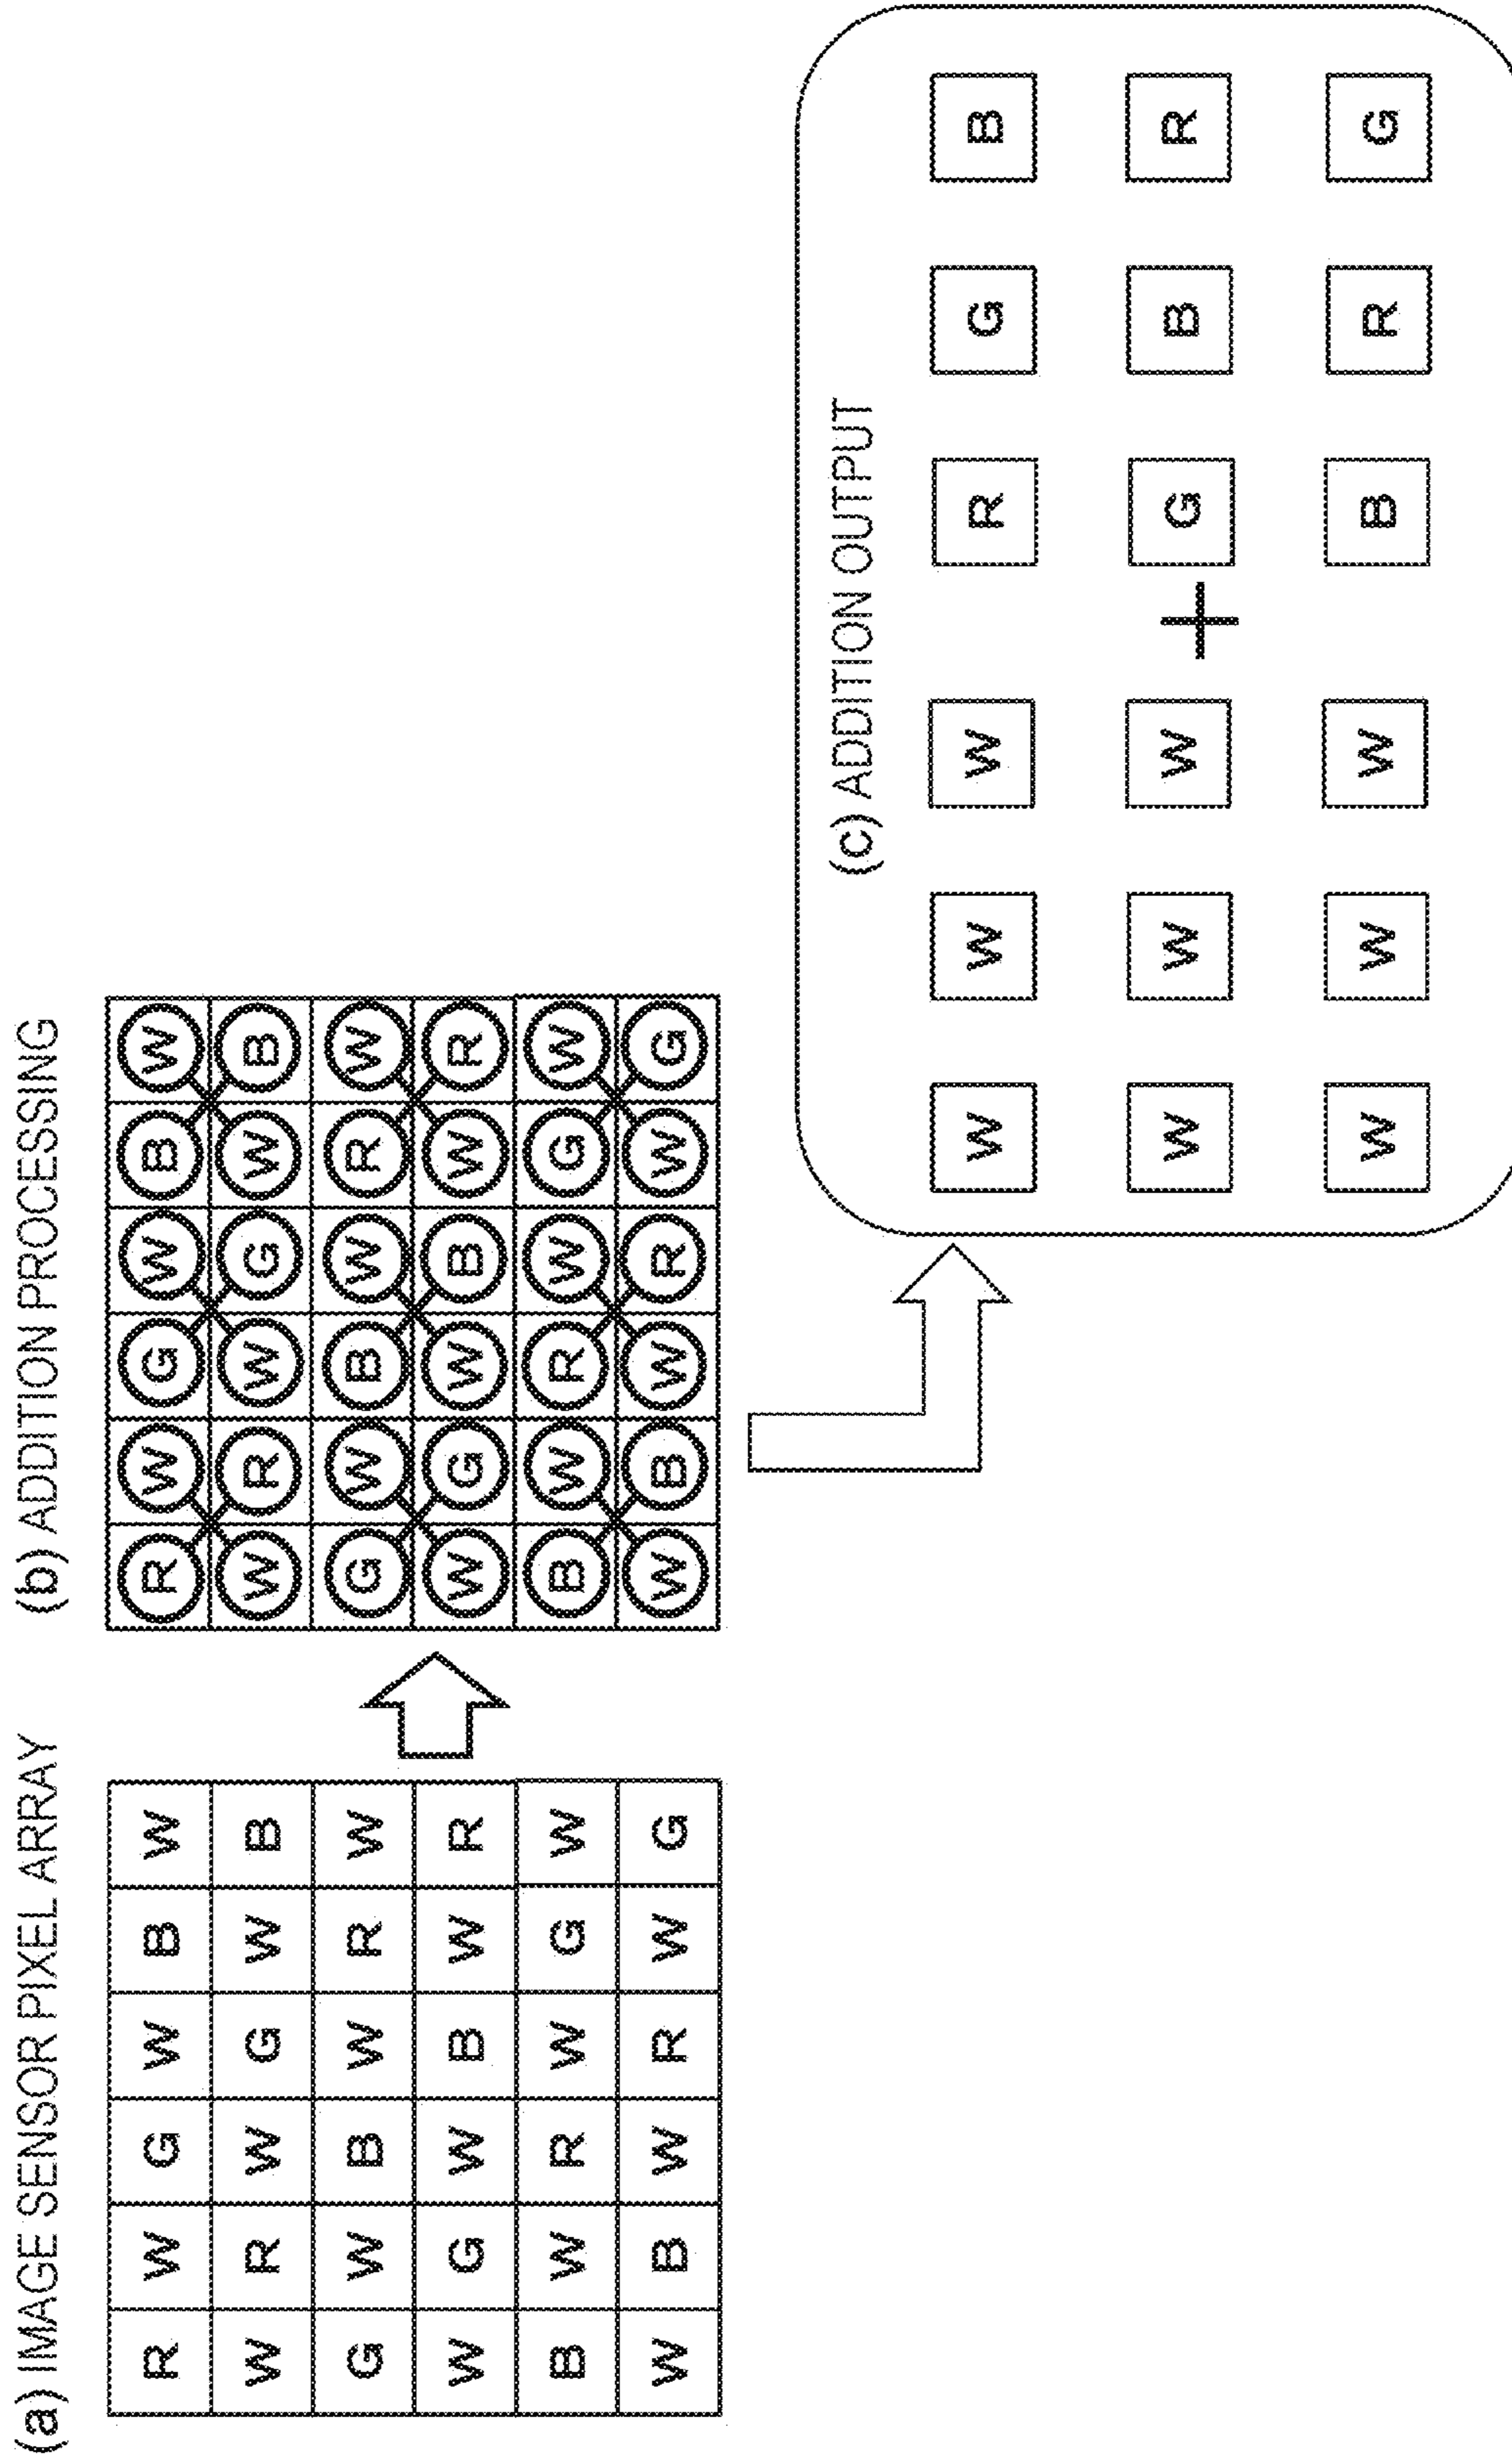 (a) IMAGE SENSOR PIXEL ARRAY
R W G W B W
W R W G W B
G W B W R W
W G W B W R
B W R W G W
W B W R W G
(b) ADDITION PROCESSING
R W G W B W
W R W G W B
G W B W R W
W G W B W R
B W R W G W
W B W R W G
(c) ADDITION OUTPUT
W W W R G B
W W W + G B R
W W W B R G